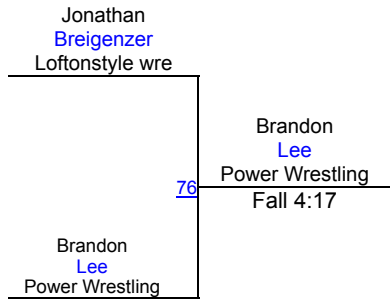 Jonathan
Breigenzer
Loftonstyle wre
Brandon
Lee
Power Wrestling
76
Fall 4:17
Brandon
Lee
Power Wrestling